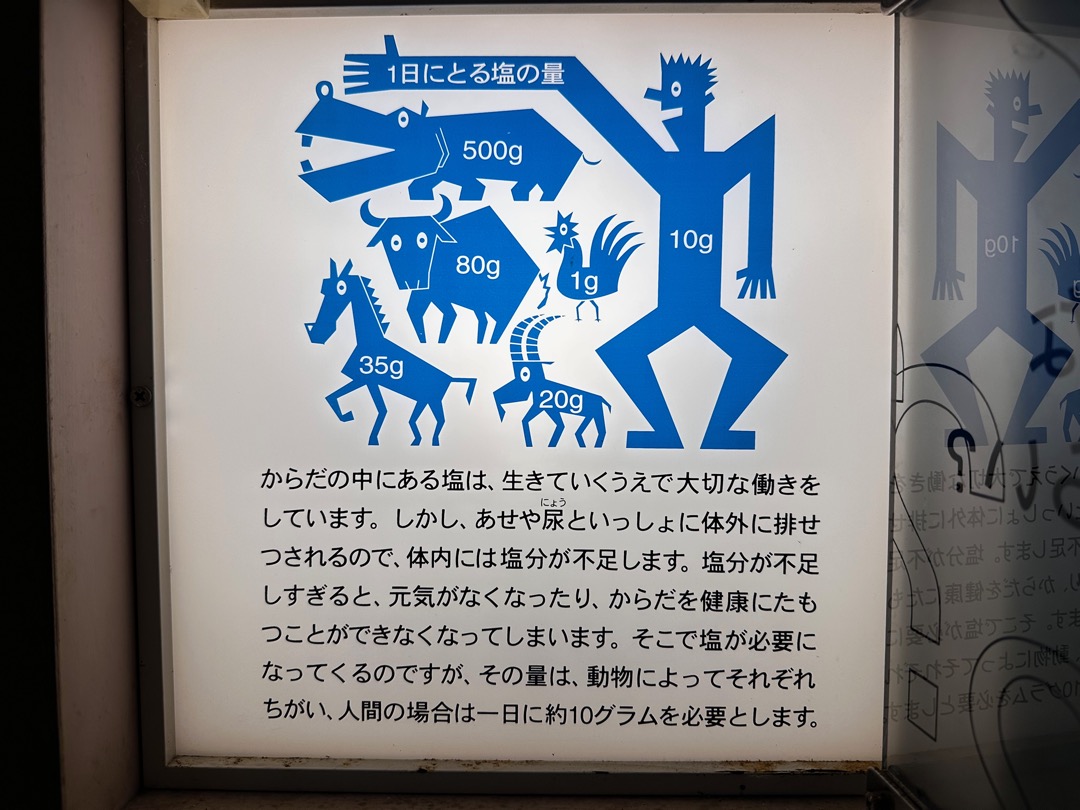 1日にとる塩の量
500g
10g
80g
1g
35g
20g
からだの中にある塩は、生きていくうえで大切な働きを
にょう
しています。しかし、あせや尿といっしょに体外に排せ
つされるので、体内には塩分が不足します。塩分が不足
しすぎると、元気がなくなったり、からだを健康にたも
つことができなくなってしまいます。そこで塩が必要に
なってくるのですが、その量は、動物によってそれぞれ
ちがい、人間の場合は一日に約10グラムを必要とします。